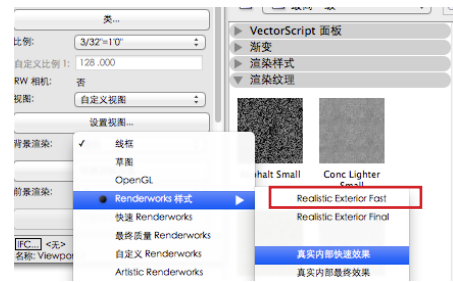 类...
比例:
3/32"=1'0"
自定义比例 1:
128.000
RW 相机:
否
视图:
自定义视图
设置视图...
背景渲染:
✓ 线框
草图
OpenGL
前景渲染:
Renderworks 样式
快速 Renderworks
最终质量 Renderworks
自定义 Renderworks
Artistic Renderworks
IFC...
<无>
名称: Viewpo
VectorScript 面板
渐变
渲染样式
渲染纹理
halt Small
Conc Lighter
Small
Realistic Exterior Fast
Realistic Exterior Final
真实内部快速效果
真实内部最终效果